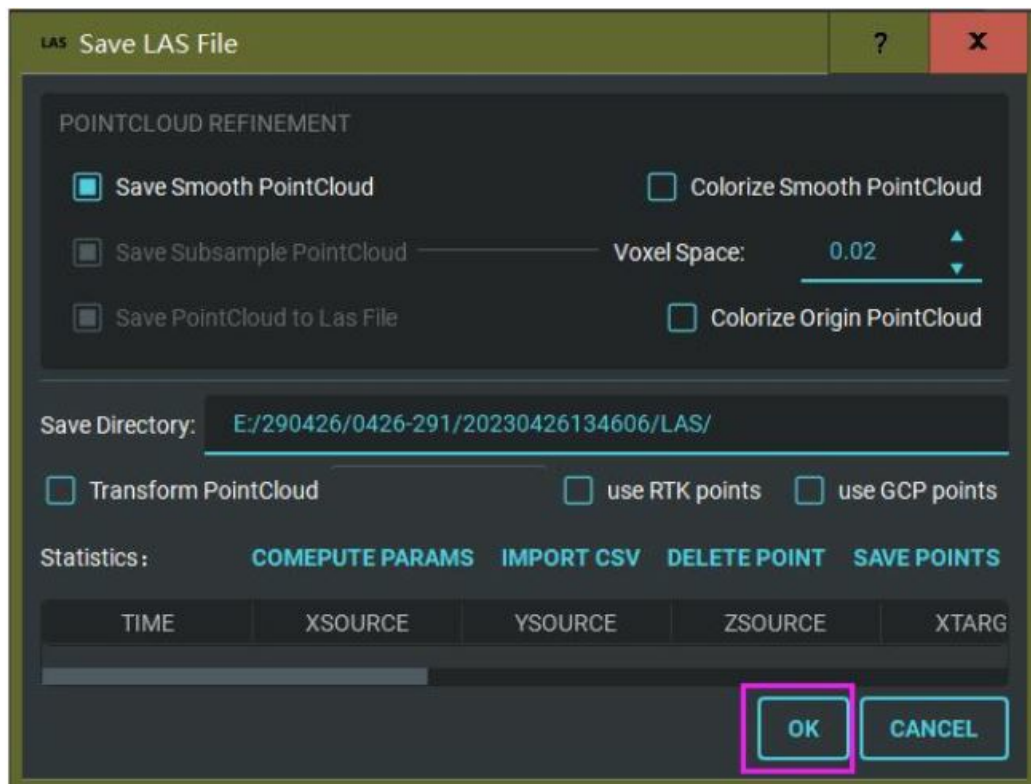 LAS Save LAS File ? X
POINTCLOUD REFINEMENT
Save Smooth PointCloud Colorize Smooth PointCloud
Save Subsample PointCloud Voxel Space: 0.02
Save PointCloud to Las File Colorize Origin PointCloud
Save Directory: E:/290426/0426-291/20230426134606/LAS/
Transform PointCloud use RTK points use GCP points
Statistics： COMEPUTE PARAMS IMPORT CSV DELETE POINT SAVE POINTS
TIME XSOURCE YSOURCE ZSOURCE XTARG
OK CANCEL